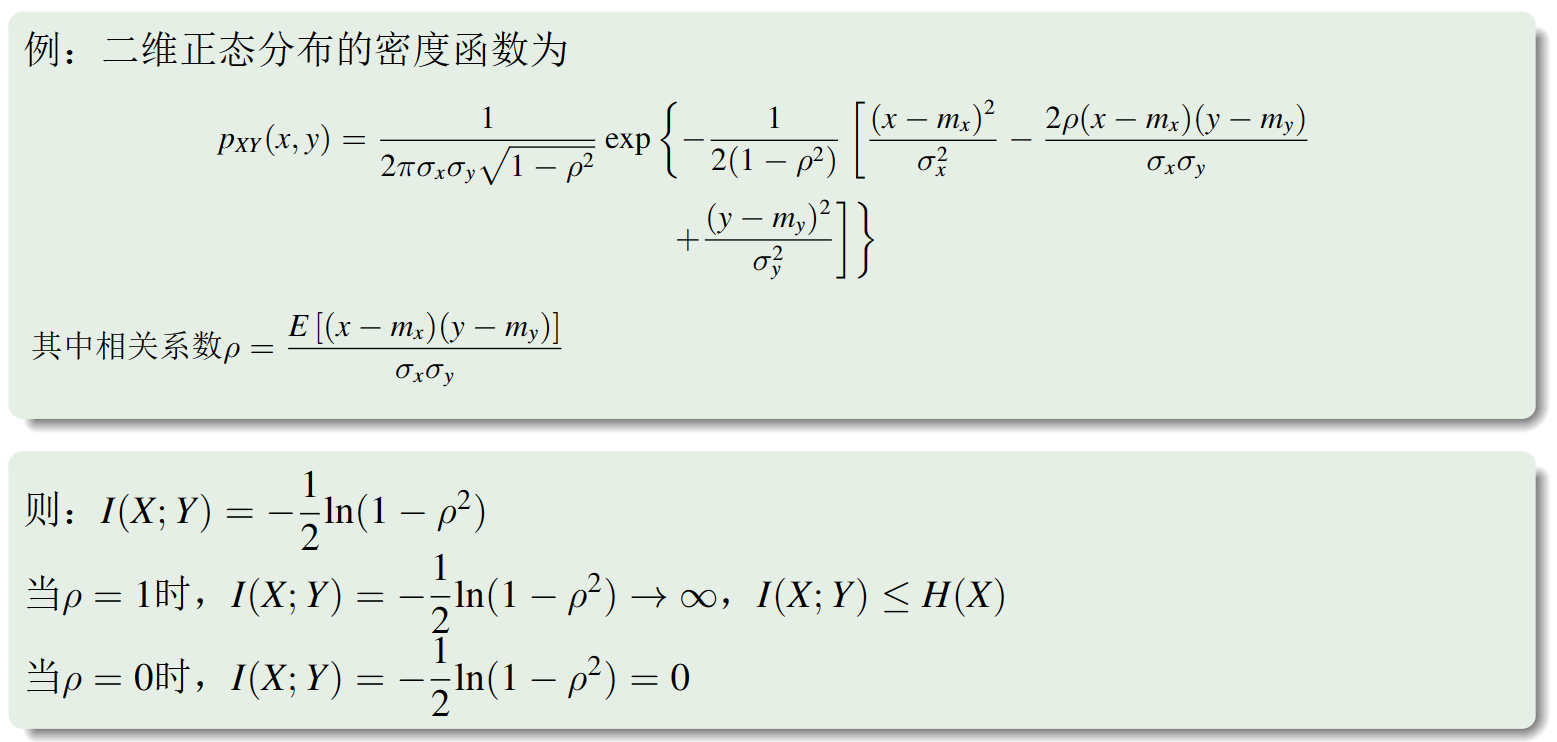 例：二维正态分布的密度函数为
$p_{XY}(x,y) = \frac{1}{2\pi\sigma_x\sigma_y\sqrt{1-\rho^2}} \exp\left\{-\frac{1}{2(1-\rho^2)}\left[\frac{(x-m_x)^2}{\sigma_x^2} - \frac{2\rho(x-m_x)(y-m_y)}{\sigma_x\sigma_y}\right.\right.$
$\left.\left.+\frac{(y-m_y)^2}{\sigma_y^2}\right]\right\}$
其中相关系数$\rho = \frac{E[(x-m_x)(y-m_y)]}{\sigma_x\sigma_y}$
则：$I(X;Y) = -\frac{1}{2}\ln(1-\rho^2)$
当$\rho = 1$时，$I(X;Y) = -\frac{1}{2}\ln(1-\rho^2) \to \infty$，$I(X;Y) \le H(X)$
当$\rho = 0$时，$I(X;Y) = -\frac{1}{2}\ln(1-\rho^2) = 0$